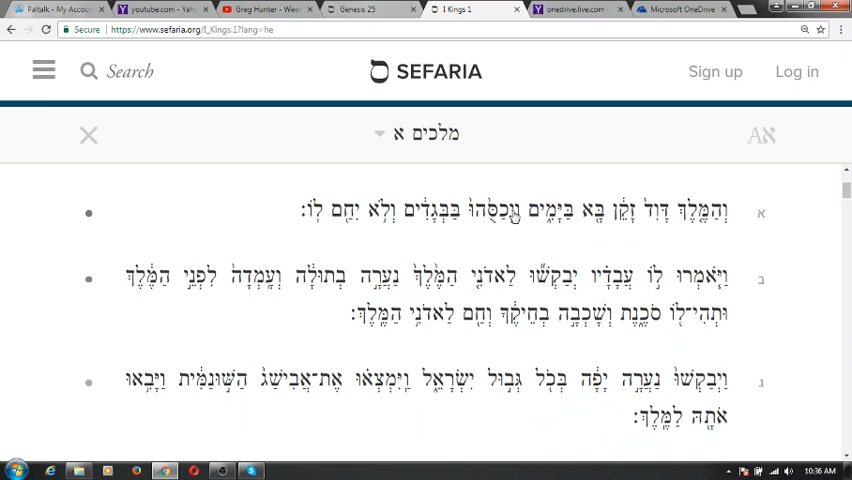 Paltalk - My Accou
youtube.com - Yaho
Greg Hunter - Week
Genesis 25
I Kings 1
onedrive.live.com -
Microsoft OneDrive
Secure https://www.sefaria.org/I_Kings.1?lang=he
Search
SEFARIA
Sign up
Log in
מלכים א
א
וְהַמֶּ֤לֶךְ דָּוִד֙ זָקֵ֔ן בָּ֖א בַּיָּמִ֑ים וַיְכַסֻּ֙הוּ֙ בַּבְּגָדִ֔ים וְלֹ֥א יִחַ֖ם לֽוֹ׃
ב
וַיֹּ֧אמְרוּ ל֣וֹ עֲבָדָ֗יו יְבַקְשׁ֞וּ לַאדֹנִ֤י הַמֶּ֙לֶךְ֙ נַעֲרָ֣ה בְתוּלָ֔ה וְעָֽמְדָה֙ לִפְנֵ֣י הַמֶּ֔לֶךְ
וּתְהִי־ל֖וֹ סֹכֶ֑נֶת וְשָׁכְבָ֣ה בְחֵיקֶ֔ךָ וְחַ֖ם לַאדֹנִ֥י הַמֶּֽלֶךְ׃
ג
וַיְבַקְשׁוּ֙ נַעֲרָ֣ה יָפָ֔ה בְּכֹ֖ל גְּב֣וּל יִשְׂרָאֵ֑ל וַֽיִּמְצְא֗וּ אֶת־אֲבִישַׁג֙ הַשּׁ֣וּנַמִּ֔ית וַיָּבִ֥אוּ
אֹתָ֖הּ לַמֶּֽלֶךְ׃
10:36 AM